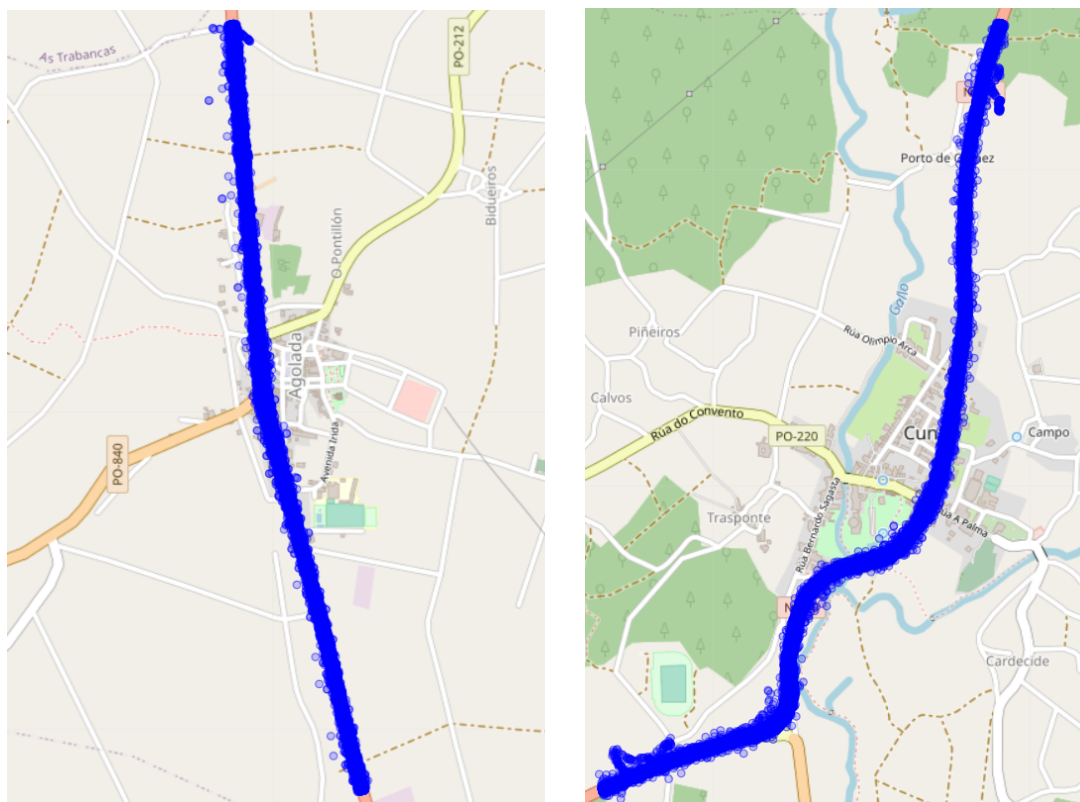 As Trabancas
PO-212
Bidueiros
O Pontillón
Agolada
Avenida Irida
PO-840
Porto de
Gallo
Piñeiros
Rúa Olimpio Arca
Calvos
Rúa do Convento
PO-220
Campo
Trasponte
Rúa Bernardo Sagasta
Rúa A Palma
Cardecide